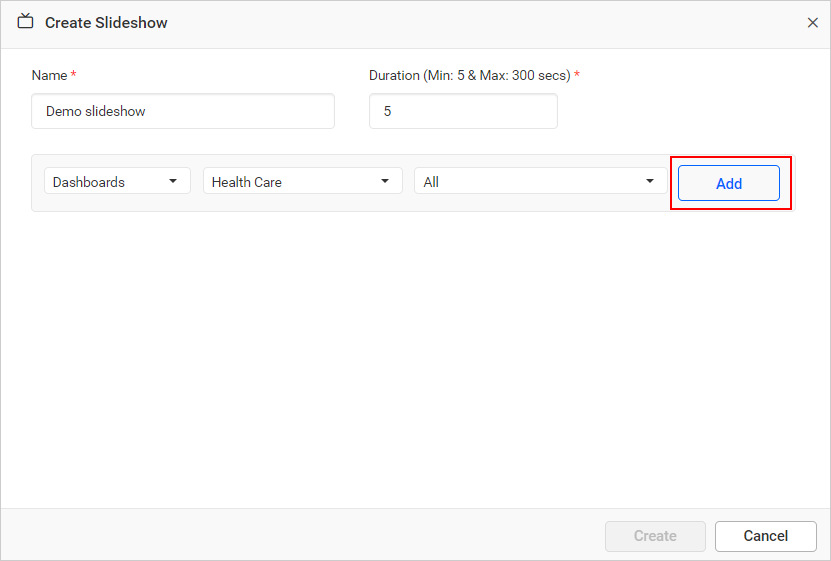 Create Slideshow
Name *
Duration (Min: 5 & Max: 300 secs) *
Demo slideshow
5
Dashboards
Health Care
All
Add
Create
Cancel